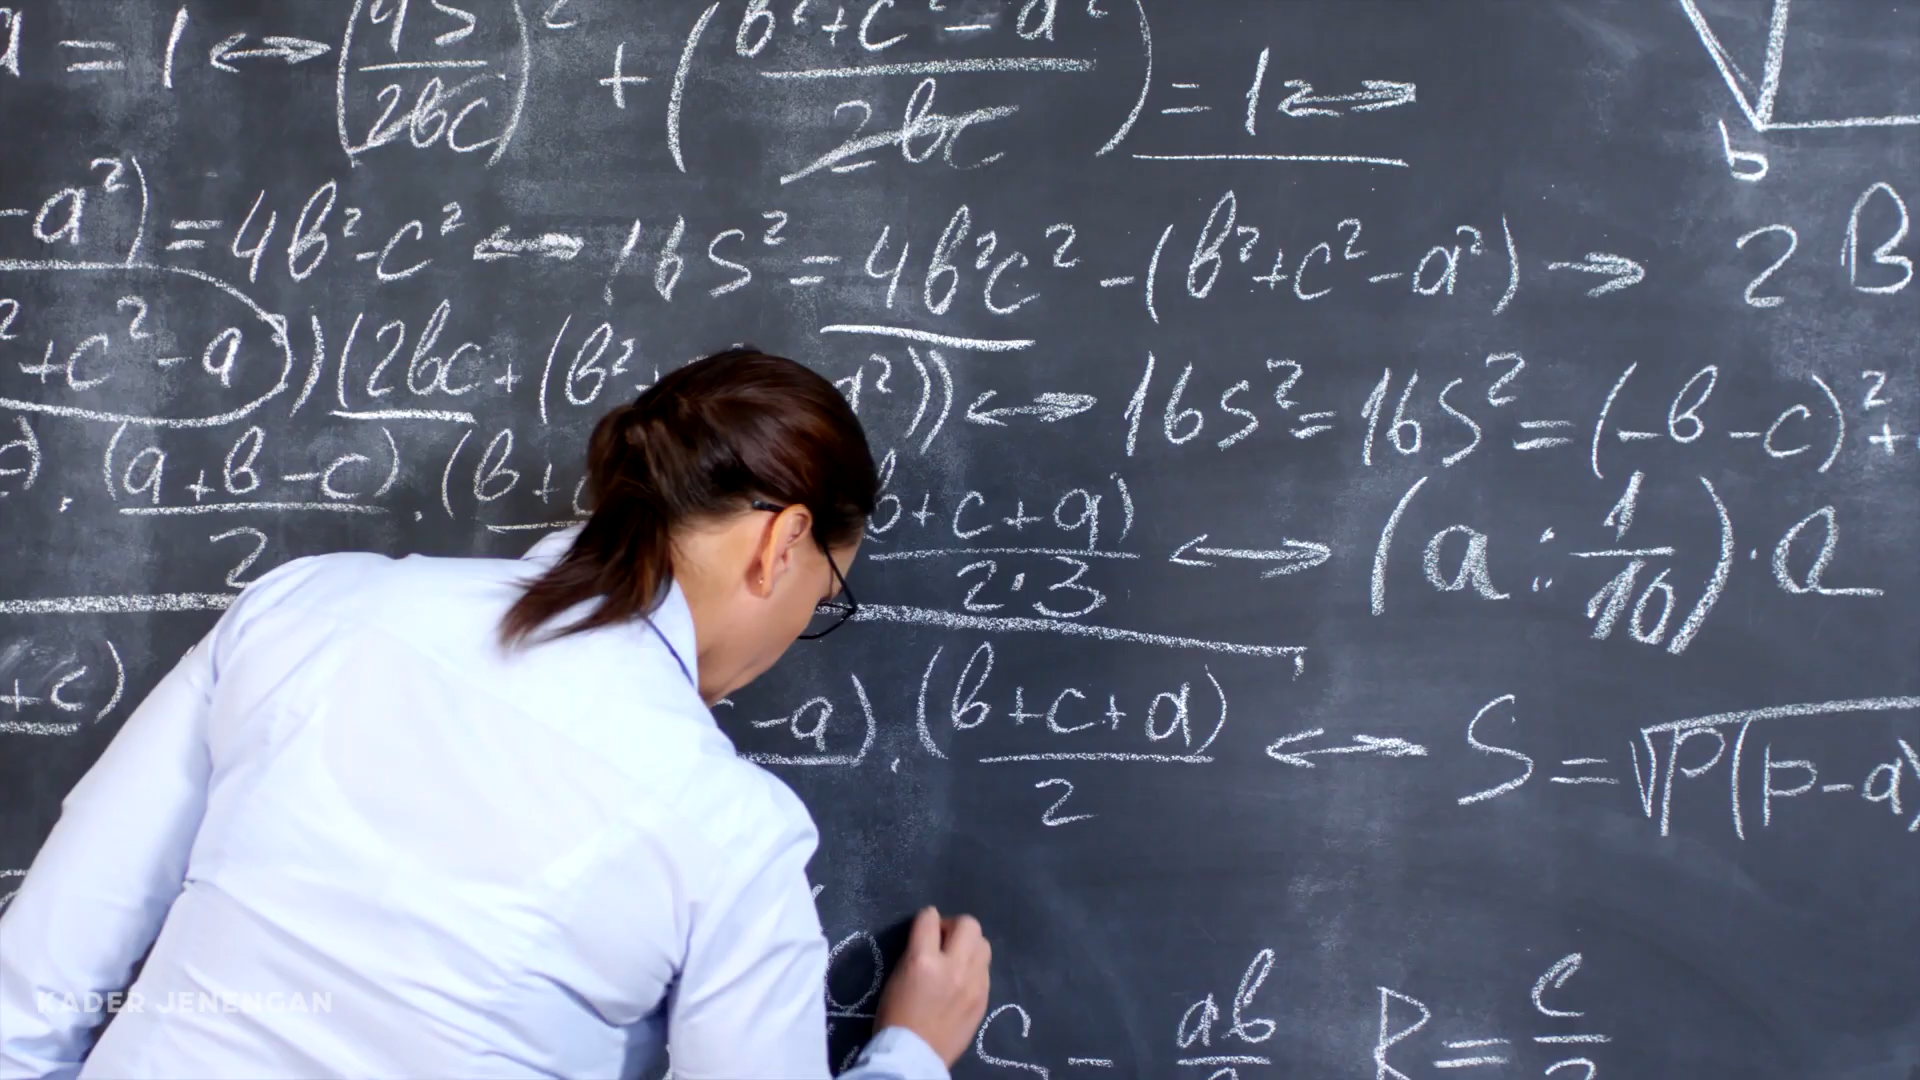 a = 1 ↔ (4S/2bc)² + (b²+c²-a²/2bc) = 1 ↔
b
-a²) = 4b²-c² ↔ 16S² = 4b²c² -(b²+c²-a²) → 2B
²+c²-a))(2bc+(b² a²)) ↔ 16S² = 16S² = (-b-c)²+
c). (a+b-c)/2 . (b+c b+c+a)/2·3 ↔ (a : 1/10) · a
+c) -a). (b+c+a)/2 ↔ S = √p(p-a)
S = ab R = c/2
KADER JENENGAN